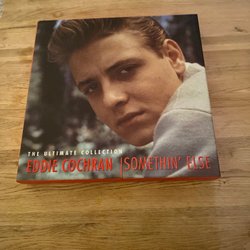 THE ULTIMATE COLLECTION
EDDIE COCHRAN | SOMETHIN' ELSE